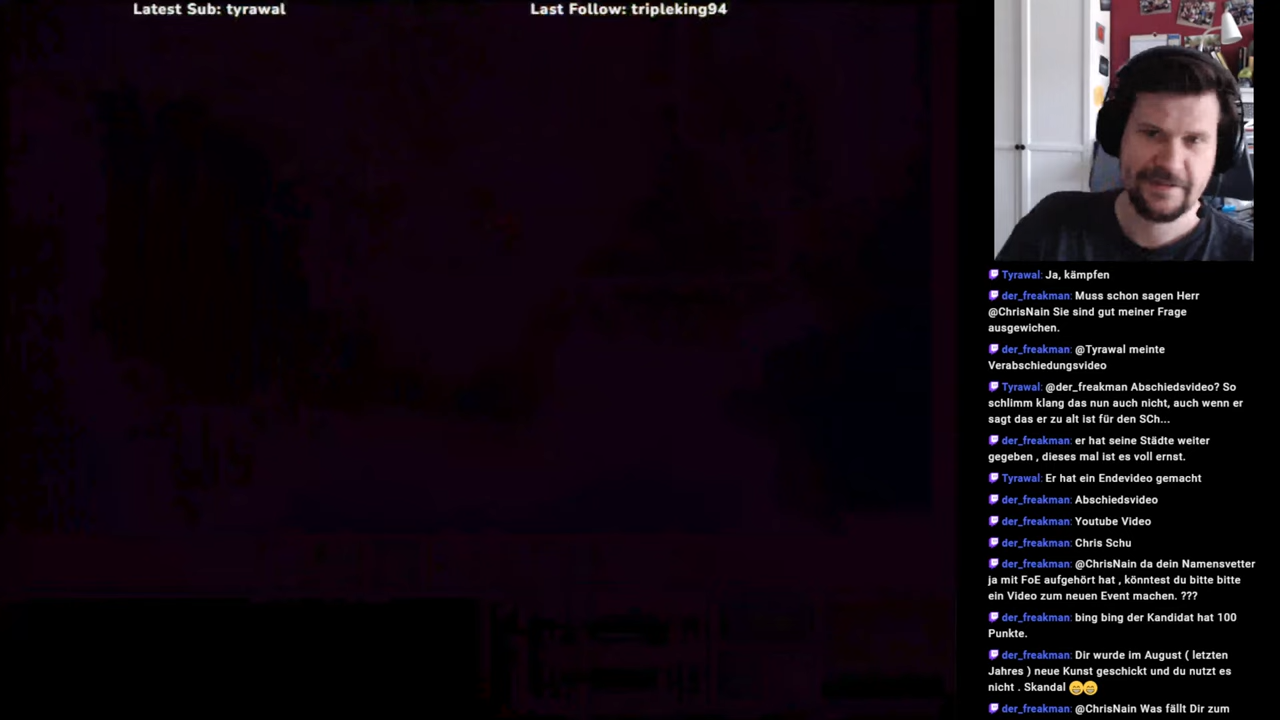 Latest Sub: tyrawal
Last Follow: tripleking94
Tyrawal: Ja, kämpfen
der_freakman: Muss schon sagen Herr
@ChrisNain Sie sind gut meiner Frage
ausgewichen.
der_freakman: @Tyrawal meinte
Verabschiedungsvideo
Tyrawal: @der_freakman Abschiedsvideo? So
schlimm klang das nun auch nicht, auch wenn er
sagt das er zu alt ist für den SCh...
der_freakman: er hat seine Städte weiter
gegeben , dieses mal ist es voll ernst.
Tyrawal: Er hat ein Endevideo gemacht
der_freakman: Abschiedsvideo
der_freakman: Youtube Video
der_freakman: Chris Schu
der_freakman: @ChrisNain da dein Namensvetter
ja mit FoE aufgehört hat , könntest du bitte bitte
ein Video zum neuen Event machen. ???
der_freakman: bing bing der Kandidat hat 100
Punkte.
der_freakman: Dir wurde im August ( letzten
Jahres ) neue Kunst geschickt und du nutzt es
nicht . Skandal 😁😁
der_freakman: @ChrisNain Was fällt Dir zum